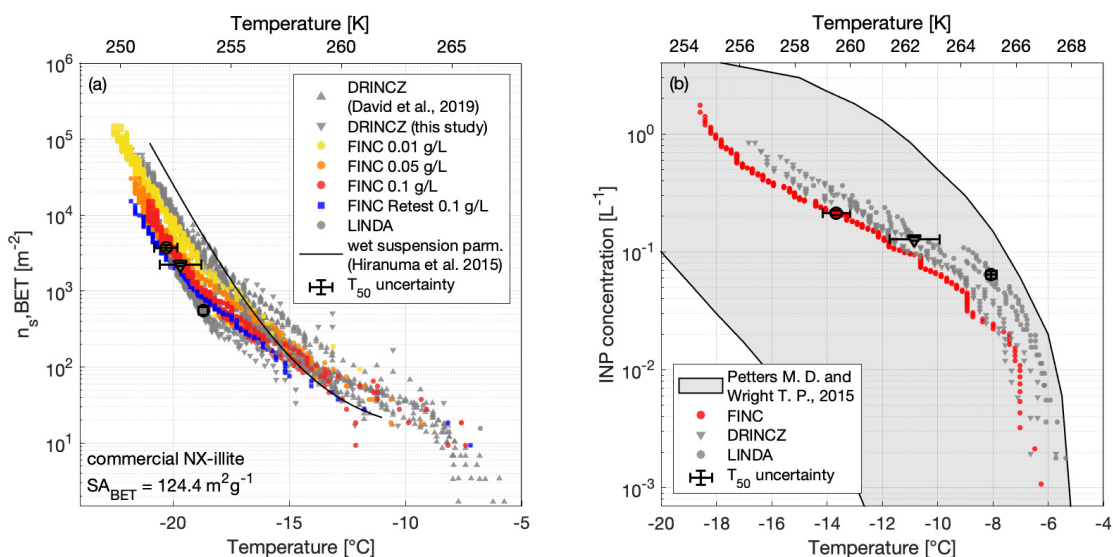 Temperature [K]
250 255 260 265
(a)
n_s,BET [m^-2]
10^6
10^5
10^4
10^3
10^2
10^1
DRINCZ
(David et al., 2019)
DRINCZ (this study)
FINC 0.01 g/L
FINC 0.05 g/L
FINC 0.1 g/L
FINC Retest 0.1 g/L
LINDA
wet suspension parm.
(Hiranuma et al. 2015)
T_50 uncertainty
commercial NX-illite
SA_BET = 124.4 m^2g^-1
-20 -15 -10 -5
Temperature [°C]
Temperature [K]
254 256 258 260 262 264 266 268
(b)
INP concentration [L^-1]
10^0
10^-1
10^-2
10^-3
Petters M. D. and
Wright T. P., 2015
FINC
DRINCZ
LINDA
T_50 uncertainty
-20 -18 -16 -14 -12 -10 -8 -6 -4
Temperature [°C]